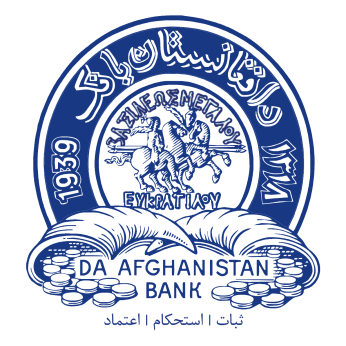 د افغانستان بانک
1939
۱۳۱۸
ΒΑΣΙΛΕΩΣ ΜΕΓΑΛΟΥ
ΕΥΚΡΑΤΙΔΟΥ
DA AFGHANISTAN
BANK
ثبات | استحکام | اعتماد